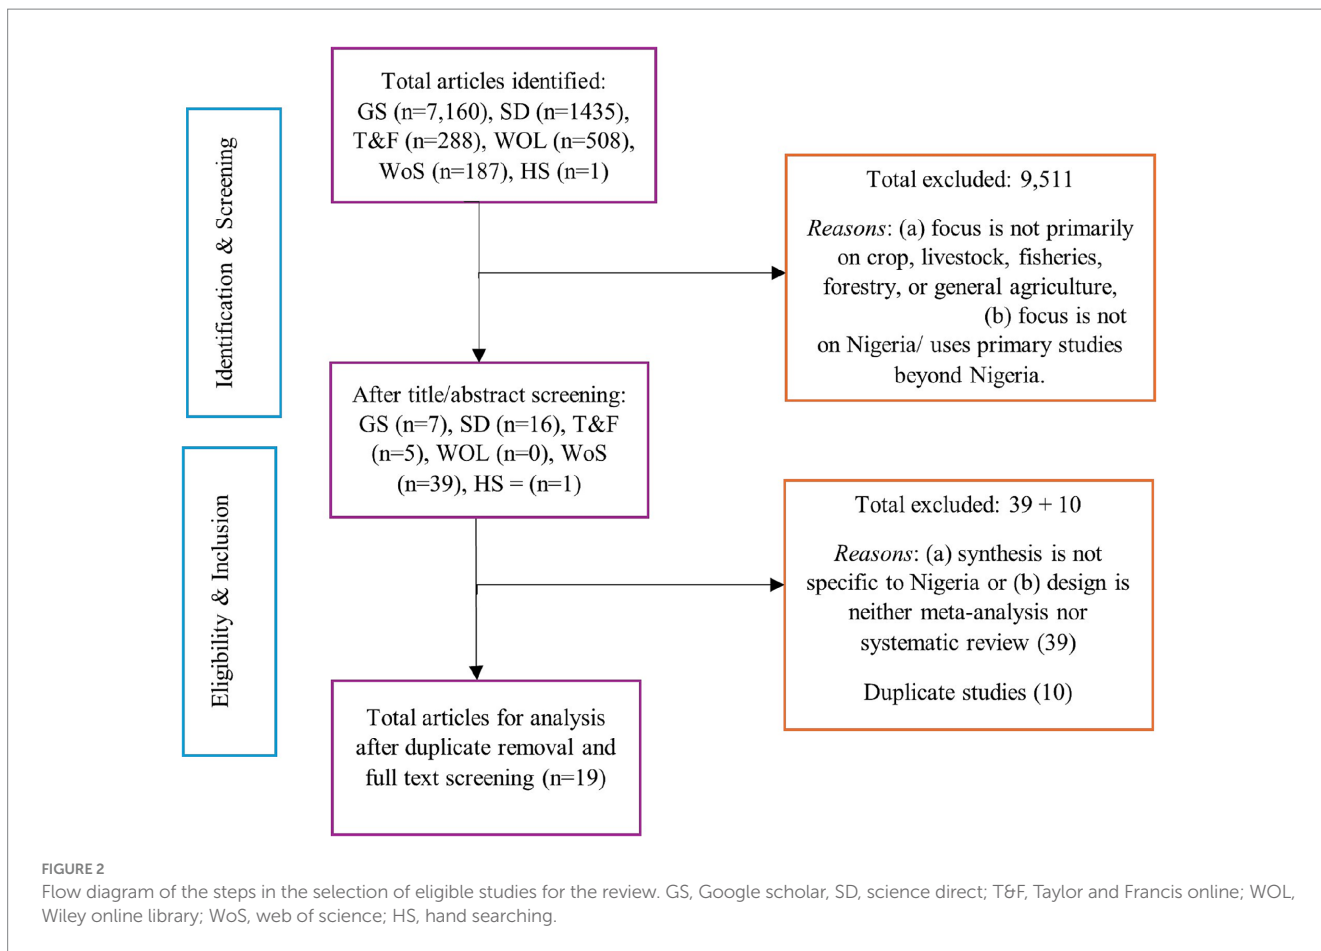 Identification & Screening
Total articles identified:
GS (n=7,160), SD (n=1435),
T&F (n=288), WOL (n=508),
WoS (n=187), HS (n=1)
Total excluded: 9,511
Reasons: (a) focus is not primarily
on crop, livestock, fisheries,
forestry, or general agriculture,
(b) focus is not
on Nigeria/ uses primary studies
beyond Nigeria.
After title/abstract screening:
GS (n=7), SD (n=16), T&F
(n=5), WOL (n=0), WoS
(n=39), HS = (n=1)
Eligibility & Inclusion
Total excluded: 39 + 10
Reasons: (a) synthesis is not
specific to Nigeria or (b) design is
neither meta-analysis nor
systematic review (39)
Duplicate studies (10)
Total articles for analysis
after duplicate removal and
full text screening (n=19)
FIGURE 2
Flow diagram of the steps in the selection of eligible studies for the review. GS, Google scholar, SD, science direct; T&F, Taylor and Francis online; WOL,
Wiley online library; WoS, web of science; HS, hand searching.